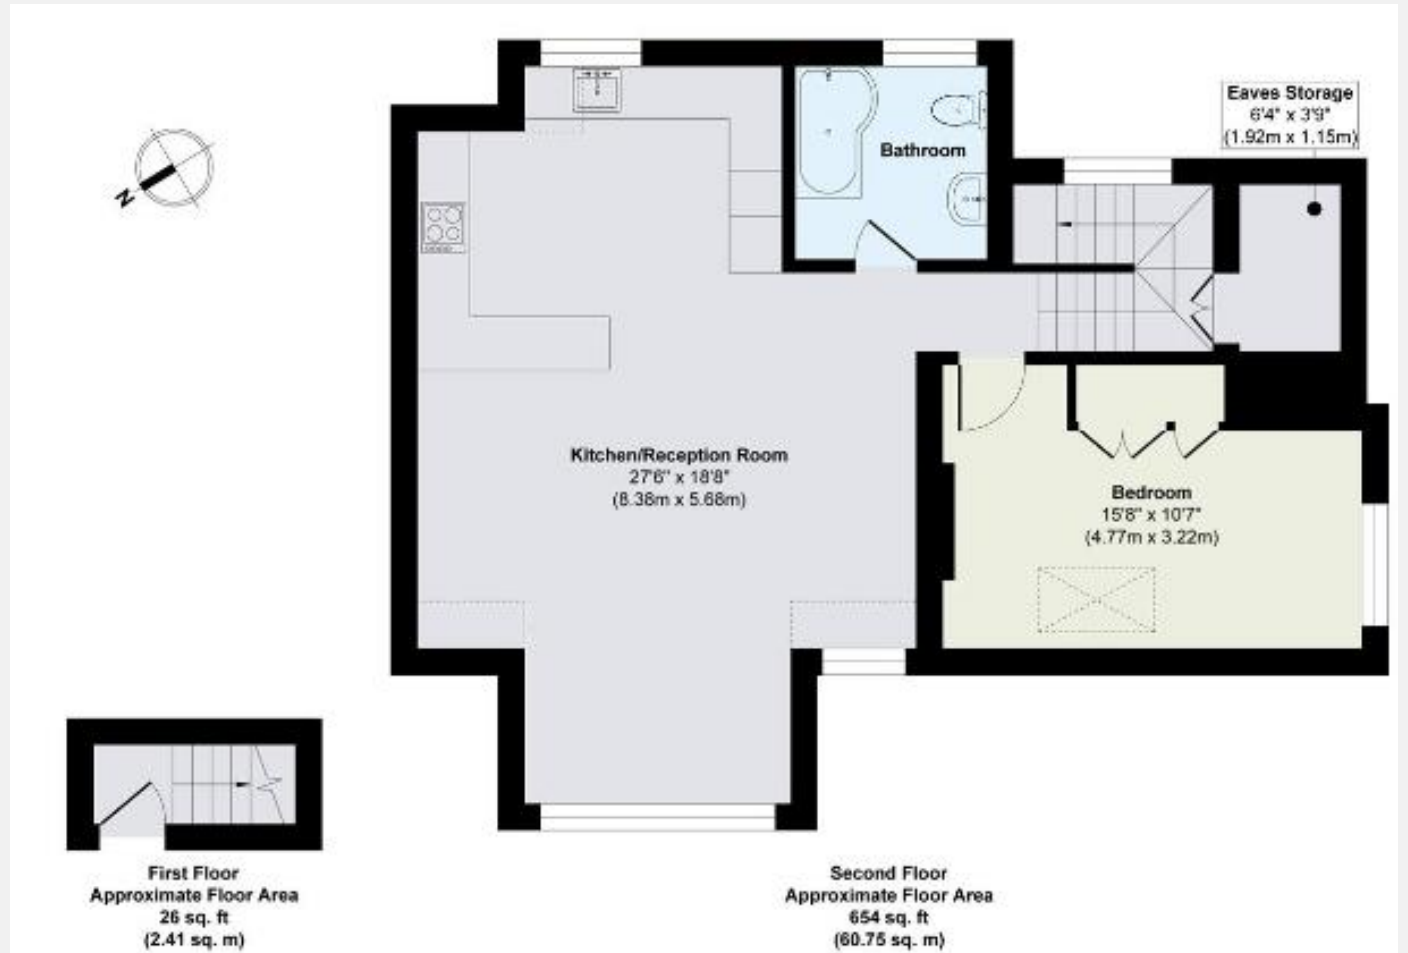 Eaves Storage
6'4" x 3'9"
(1.92m x 1.15m)
Bathroom
N
Kitchen/Reception Room
27'6" x 18'8"
(8.38m x 5.68m)
Bedroom
15'8" x 10'7"
(4.77m x 3.22m)
First Floor
Approximate Floor Area
26 sq. ft
(2.41 sq. m)
Second Floor
Approximate Floor Area
654 sq. ft
(60.75 sq. m)